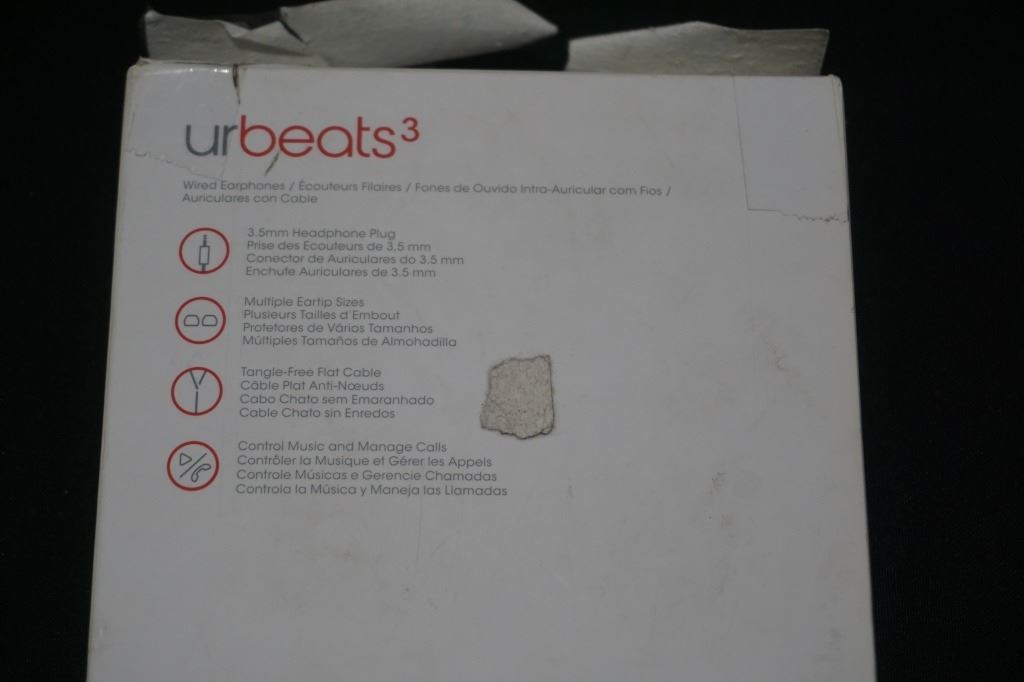 urbeats³
Wired Earphones / Écouteurs Filaires / Fones de Ouvido Intra-Auricular com Fios /
Auriculares con Cable
3.5mm Headphone Plug
Prise des Écouteurs de 3,5 mm
Conector de Auriculares do 3.5 mm
Enchufe Auriculares de 3.5 mm
Multiple Eartip Sizes
Plusieurs Tailles d'Embout
Protetores de Vários Tamanhos
Múltiples Tamaños de Almohadilla
Tangle-Free Flat Cable
Câble Plat Anti-Nœuds
Cabo Chato sem Emaranhado
Cable Chato sin Enredos
Control Music and Manage Calls
Contrôler la Musique et Gérer les Appels
Controle Músicas e Gerencie Chamadas
Controla la Música y Maneja las Llamadas